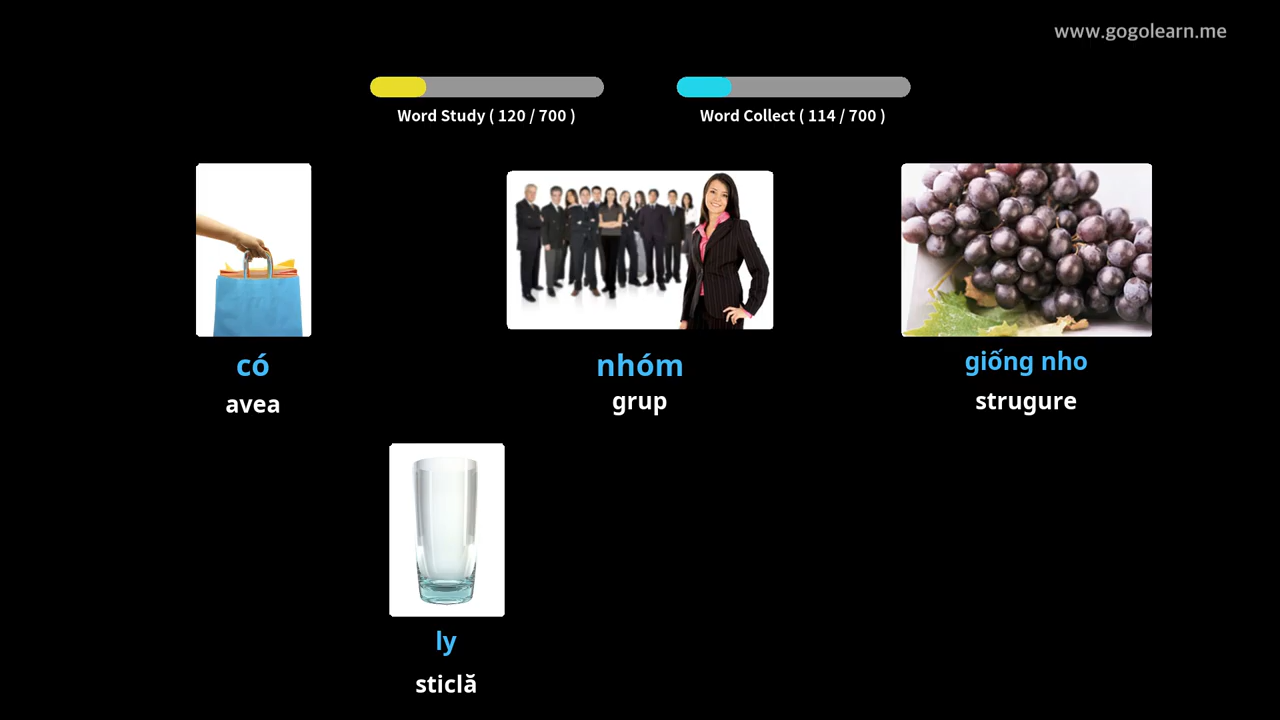 www.gogolearn.me
Word Study ( 120 / 700 )
Word Collect ( 114 / 700 )
có
avea
nhóm
grup
giống nho
strugure
ly
sticlă